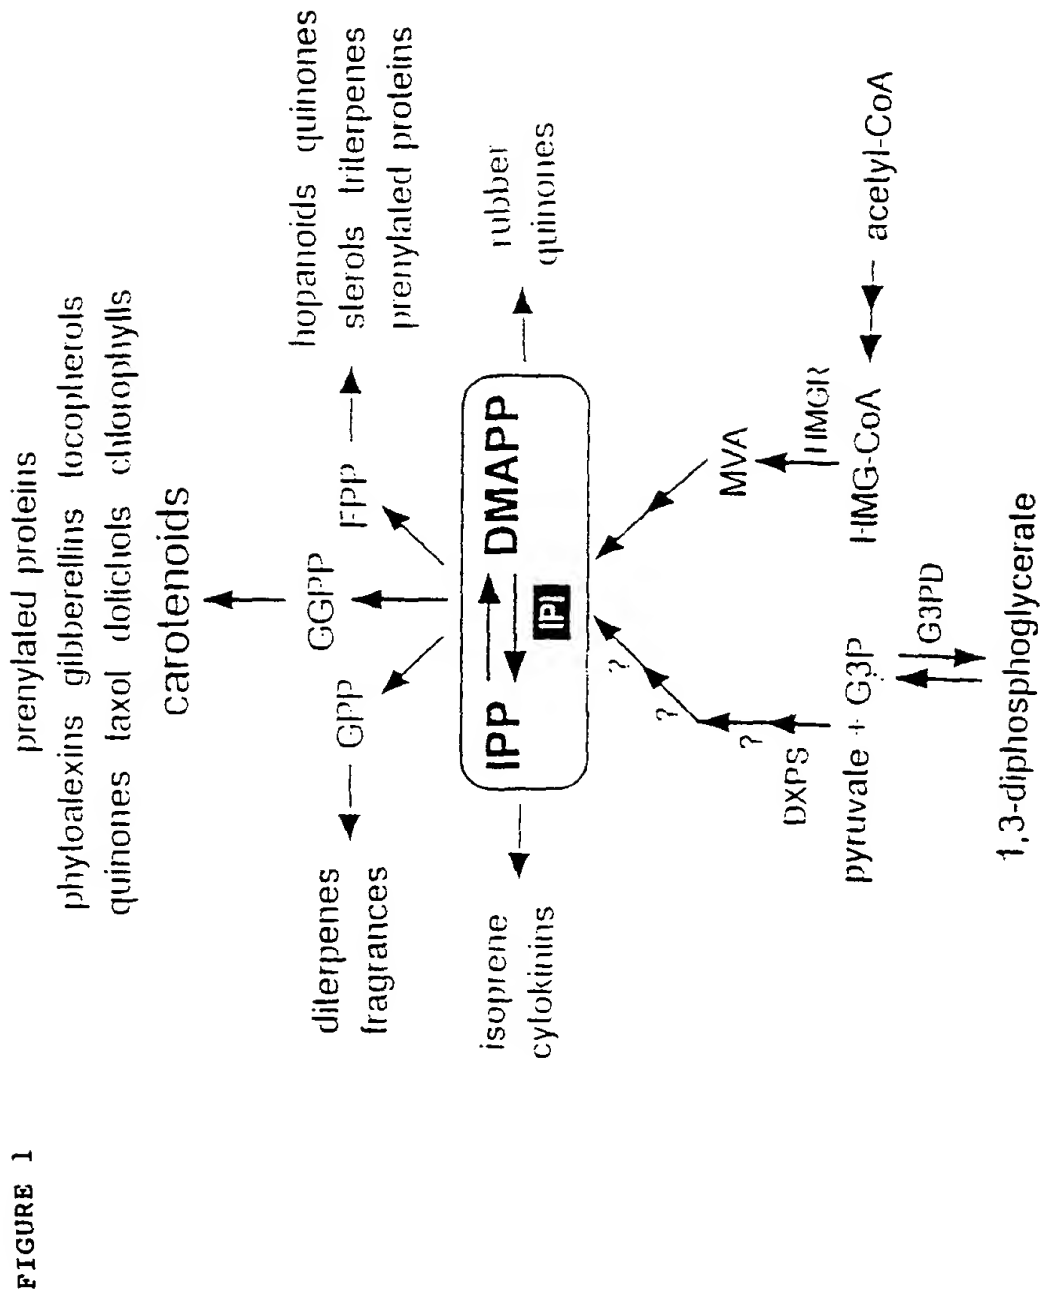 FIGURE 1
prenylated proteins
phytoalexins gibberellins tocopherols
quinones taxol dolichols chlorophylls
carotenoids
hopanoids quinones
sterols triterpenes
prenylated proteins
GGPP
GPP
FPP
diterpenes
fragrances
rubber
quinones
IPP
DMAPP
IPI
isoprene
cytokinins
?
?
?
DXPS
MVA
HMGR
pyruvate + G3P
HMG-CoA
acetyl-CoA
G3PD
1,3-diphosphoglycerate